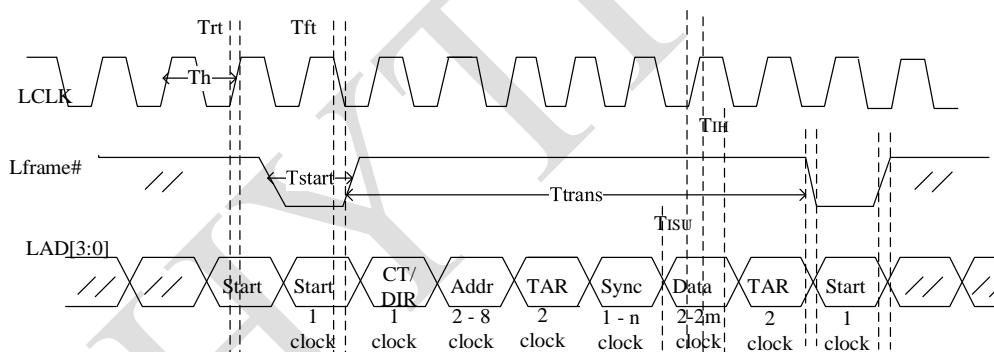 Trt
Tft
Th
LCLK
TIH
Lframe#
Tstart
Ttrans
TISU
LAD[3:0]
Start
Start
CT/
DIR
Addr
TAR
Sync
Data
TAR
Start
1
clock
1
clock
2 - 8
clock
2
clock
1 - n
clock
2-2m
clock
2
clock
1
clock
HYTI